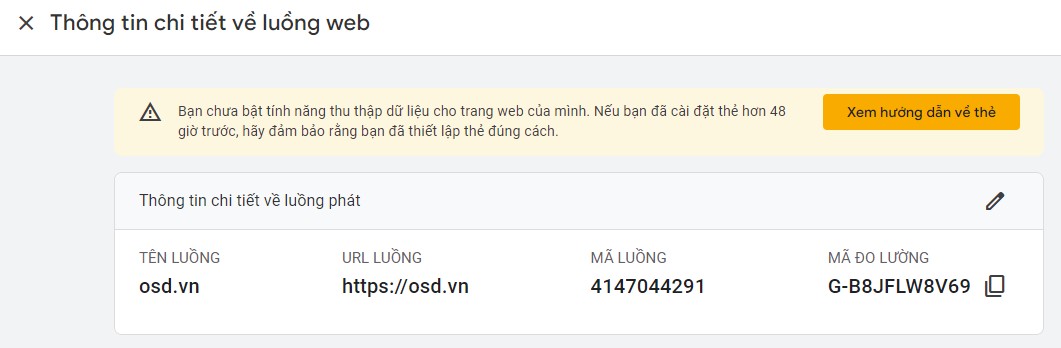 Thông tin chi tiết về luồng web
Bạn chưa bật tính năng thu thập dữ liệu cho trang web của mình. Nếu bạn đã cài đặt thẻ hơn 48
giờ trước, hãy đảm bảo rằng bạn đã thiết lập thẻ đúng cách.
Xem hướng dẫn về thẻ
Thông tin chi tiết về luồng phát
TÊN LUỒNG URL LUỒNG MÃ LUỒNG MÃ ĐO LƯỜNG
osd.vn https://osd.vn 4147044291 G-B8JFLW8V69